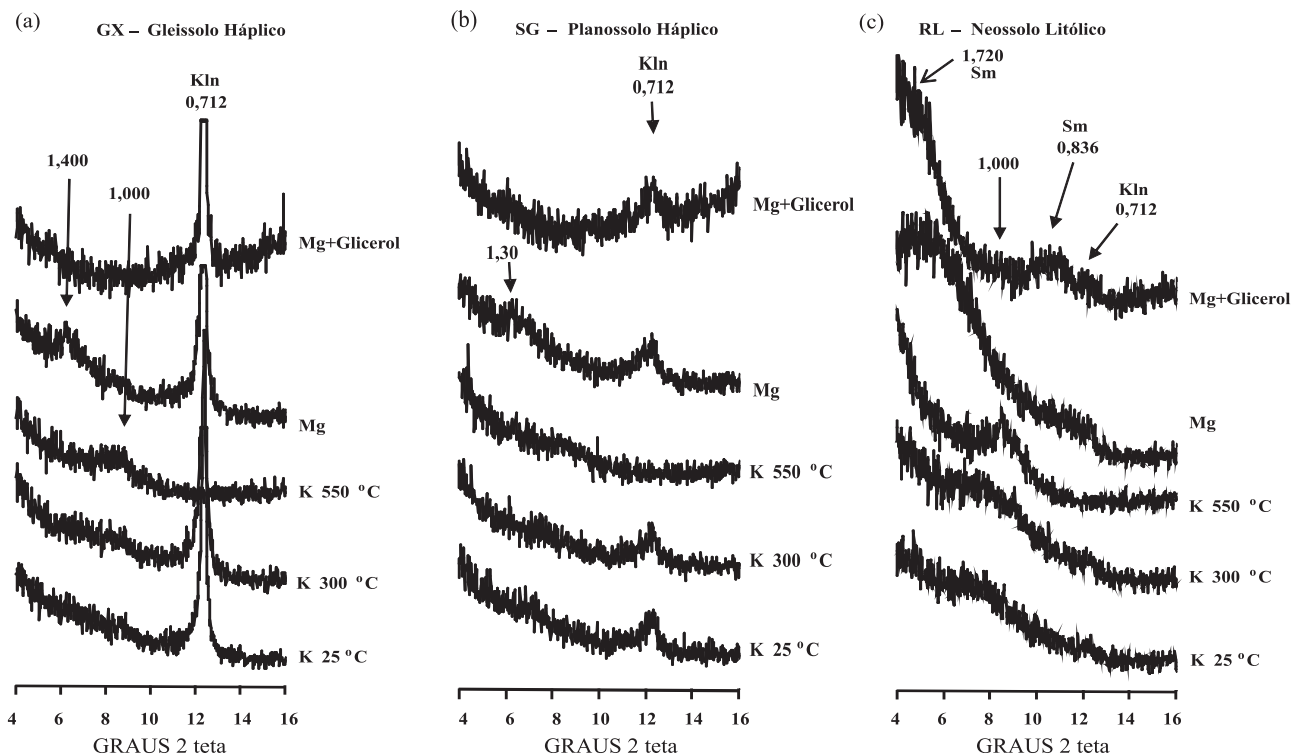 (a)
GX – Gleissolo Háplico
Kln
0,712
1,400
1,000
Mg+Glicerol
Mg
K 550 °C
K 300 °C
K 25 °C
4 6 8 10 12 14 16
GRAUS 2 teta
(b)
SG – Planossolo Háplico
Kln
0,712
Mg+Glicerol
1,30
Mg
K 550 °C
K 300 °C
K 25 °C
4 6 8 10 12 14 16
GRAUS 2 teta
(c)
RL – Neossolo Litólico
1,720
Sm
Sm
0,836
1,000
Kln
0,712
Mg+Glicerol
Mg
K 550 °C
K 300 °C
K 25 °C
4 6 8 10 12 14 16
GRAUS 2 teta